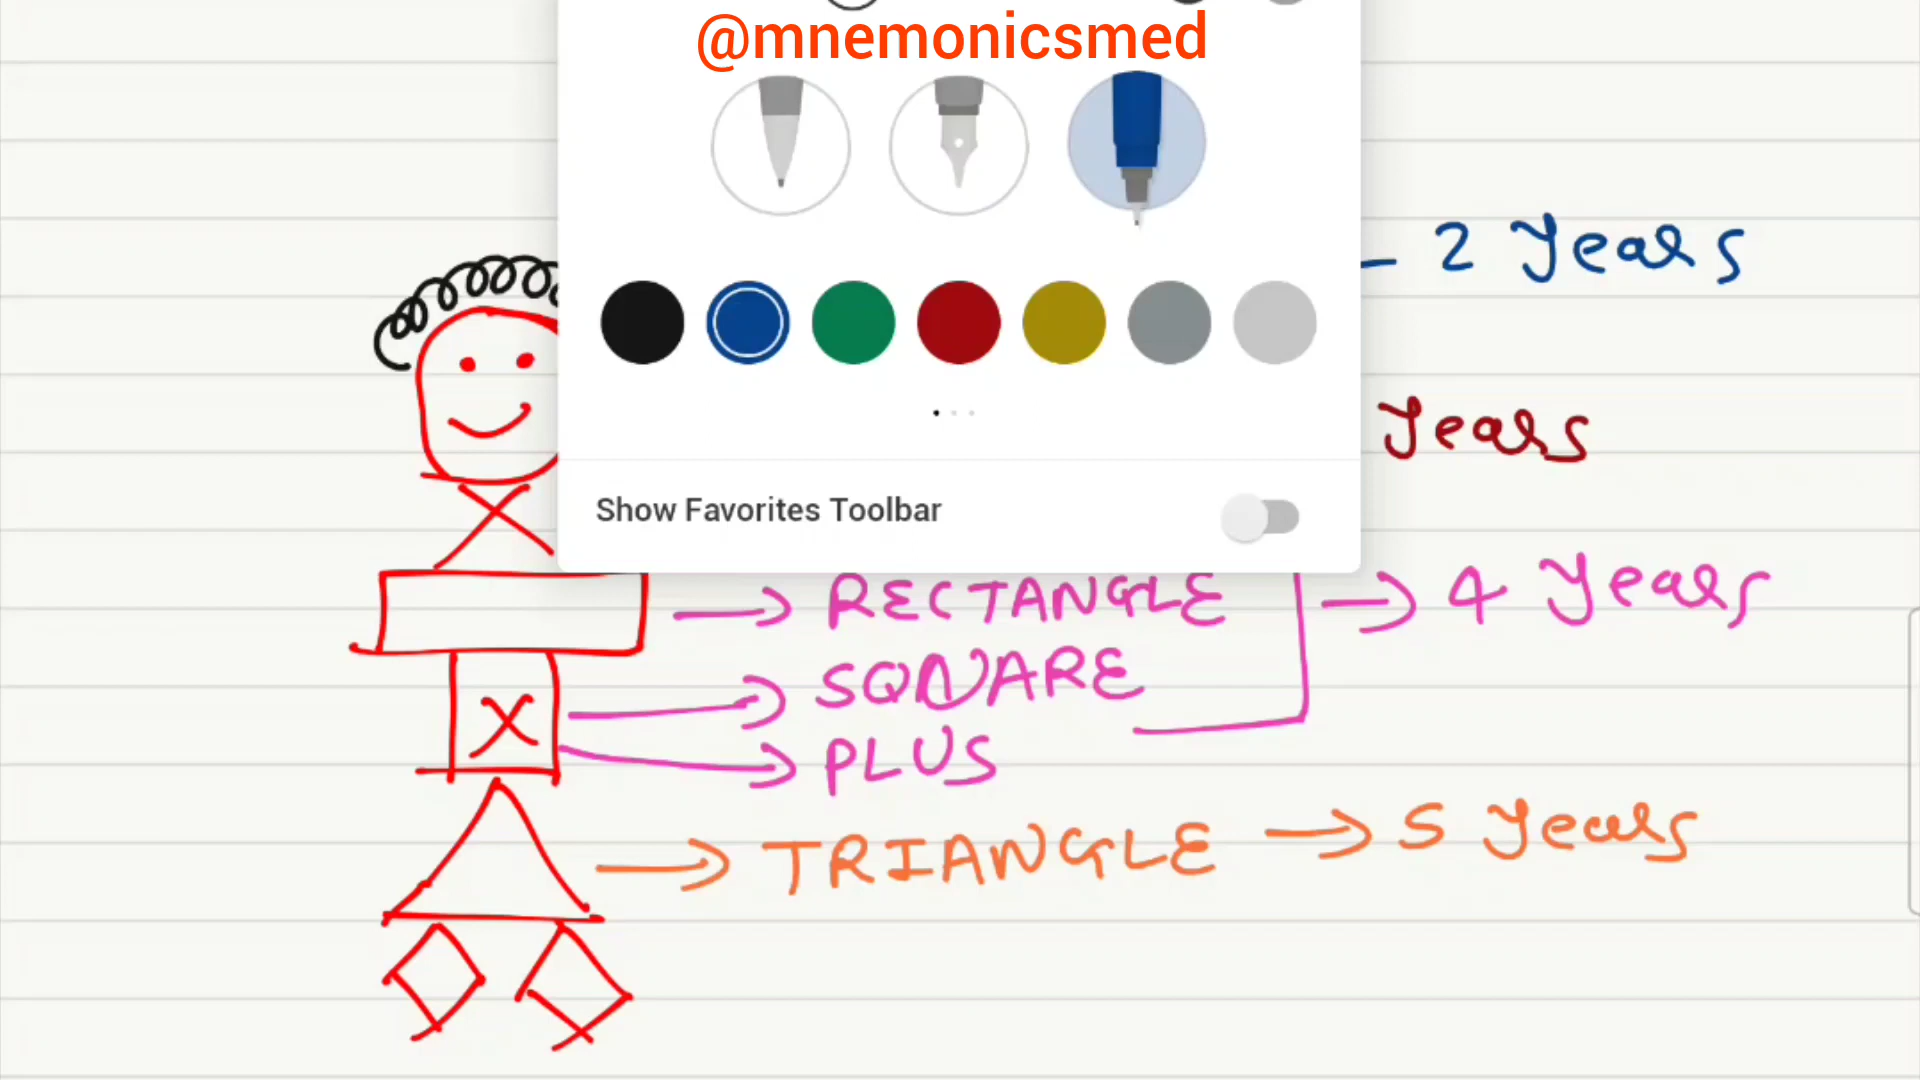 @mnemonicsmed
2 Years
Years
Show Favorites Toolbar
RECTANGLE
4 Years
SQUARE
PLUS
TRIANGLE
5 Years